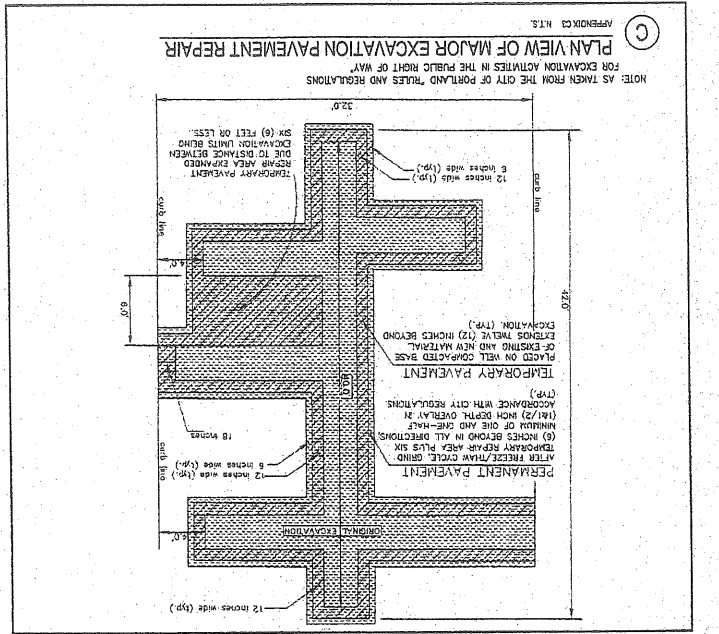 12 inches wide (typ.)
ORIGINAL EXCAVATION
6.0'
PERMANENT PAVEMENT
AFTER FREEZE/THAW CYCLE, GRIND
TEMPORARY REPAIR AREA PLUS SIX
(6) INCHES BEYOND IN ALL DIRECTIONS,
MINIMUM OF ONE AND ONE-HALF
(1&1/2) INCH DEPTH. OVERLAY IN
ACCORDANCE WITH CITY REGULATIONS.
(TYP.)
12 inches wide (typ.)
6 inches wide (typ.)
curb line
18 inches
TEMPORARY PAVEMENT
PLACED ON WELL COMPACTED BASE
OF EXISTING AND NEW MATERIAL
EXTENDS TWELVE (12) INCHES BEYOND
EXCAVATION. (TYP.)
6.0'
42.0'
4.0'
12 inches wide (typ.)
6 inches wide (typ.)
curb line
curb line
TEMPORARY PAVEMENT
REPAIR AREA EXPANDED
DUE TO DISTANCE BETWEEN
EXCAVATION LIMITS BEING
SIX (6) FEET OR LESS.
32.0'
NOTE: AS TAKEN FROM THE CITY OF PORTLAND "RULES AND REGULATIONS
FOR EXCAVATION ACTIVITIES IN THE PUBLIC RIGHT OF WAY"
C
PLAN VIEW OF MAJOR EXCAVATION PAVEMENT REPAIR
APPENDIX C3 N.T.S.